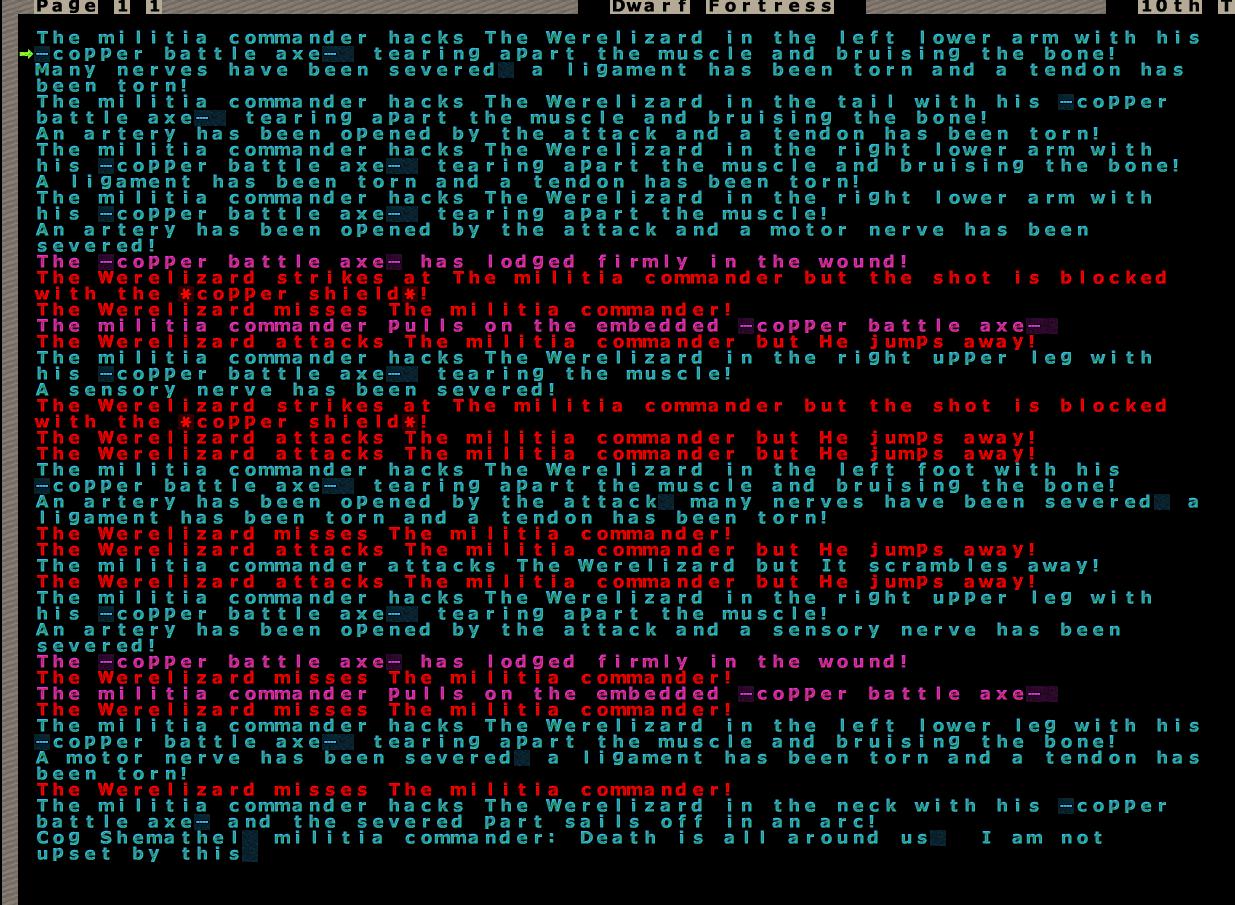 Page 1 1 Dwarf Fortress 10th T
The militia commander hacks The Werelizard in the left lower arm with his
-copper battle axe- tearing apart the muscle and bruising the bone!
Many nerves have been severed a ligament has been torn and a tendon has
been torn!
The militia commander hacks The Werelizard in the tail with his -copper
battle axe- tearing apart the muscle and bruising the bone!
An artery has been opened by the attack and a tendon has been torn!
The militia commander hacks The Werelizard in the right lower arm with
his -copper battle axe- tearing apart the muscle and bruising the bone!
A ligament has been torn and a tendon has been torn!
The militia commander hacks The Werelizard in the right lower arm with
his -copper battle axe- tearing apart the muscle!
An artery has been opened by the attack and a motor nerve has been
severed!
The -copper battle axe- has lodged firmly in the wound!
The Werelizard strikes at The militia commander but the shot is blocked
with the *copper shield*!
The Werelizard misses The militia commander!
The militia commander pulls on the embedded -copper battle axe-
The Werelizard attacks The militia commander but He jumps away!
The militia commander hacks The Werelizard in the right upper leg with
his -copper battle axe- tearing the muscle!
A sensory nerve has been severed!
The Werelizard strikes at The militia commander but the shot is blocked
with the *copper shield*!
The Werelizard attacks The militia commander but He jumps away!
The Werelizard attacks The militia commander but He jumps away!
The militia commander hacks The Werelizard in the left foot with his
-copper battle axe- tearing apart the muscle and bruising the bone!
An artery has been opened by the attack many nerves have been severed a
ligament has been torn and a tendon has been torn!
The Werelizard misses The militia commander!
The Werelizard attacks The militia commander but He jumps away!
The militia commander attacks The Werelizard but It scrambles away!
The Werelizard attacks The militia commander but He jumps away!
The militia commander hacks The Werelizard in the right upper leg with
his -copper battle axe- tearing apart the muscle!
An artery has been opened by the attack and a sensory nerve has been
severed!
The -copper battle axe- has lodged firmly in the wound!
The Werelizard misses The militia commander!
The militia commander pulls on the embedded -copper battle axe-
The Werelizard misses The militia commander!
The militia commander hacks The Werelizard in the left lower leg with his
-copper battle axe- tearing apart the muscle and bruising the bone!
A motor nerve has been severed a ligament has been torn and a tendon has
been torn!
The Werelizard misses The militia commander!
The militia commander hacks The Werelizard in the neck with his -copper
battle axe- and the severed part sails off in an arc!
Cog Shemathel militia commander: Death is all around us I am not
upset by this